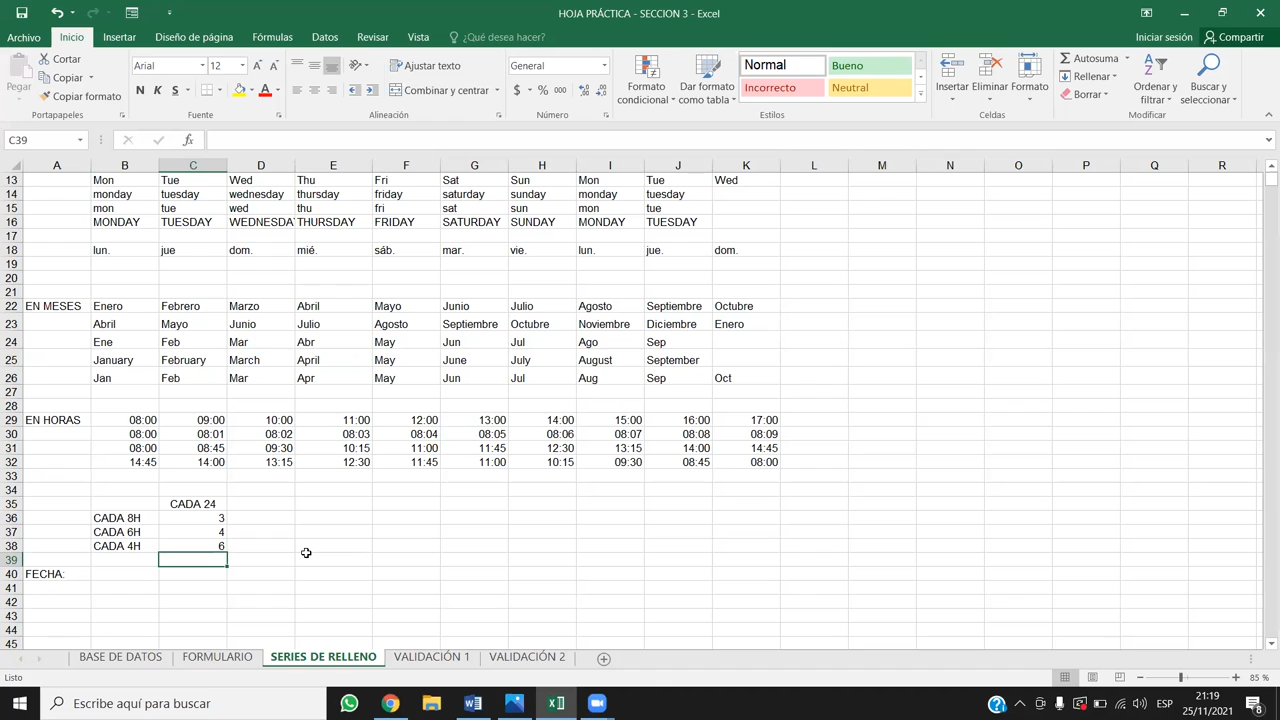 HOJA PRÁCTICA - SECCION 3 - Excel
Archivo Inicio Insertar Diseño de página Fórmulas Datos Revisar Vista ¿Qué desea hacer? Iniciar sesión Compartir
Pegar
Cortar
Copiar
Copiar formato
Portapapeles
Arial 12
N K S
Fuente
Ajustar texto
Combinar y centrar
Alineación
General
$ % 000
Número
Formato condicional
Dar formato como tabla
Normal Bueno
Incorrecto Neutral
Estilos
Insertar Eliminar Formato
Celdas
Autosuma
Rellenar
Borrar
Ordenar y filtrar
Buscar y seleccionar
Modificar
C39 fx
A B C D E F G H I J K L M N O P Q R
13 Mon Tue Wed Thu Fri Sat Sun Mon Tue Wed
14 monday tuesday wednesday thursday friday saturday sunday monday tuesday
15 mon tue wed thu fri sat sun mon tue
16 MONDAY TUESDAY WEDNESDA THURSDAY FRIDAY SATURDAY SUNDAY MONDAY TUESDAY
17
18 lun. jue dom. mié. sáb. mar. vie. lun. jue. dom.
19
20
21
22 EN MESES Enero Febrero Marzo Abril Mayo Junio Julio Agosto Septiembre Octubre
23 Abril Mayo Junio Julio Agosto Septiembre Octubre Noviembre Diciembre Enero
24 Ene Feb Mar Abr May Jun Jul Ago Sep
25 January February March April May June July August September
26 Jan Feb Mar Apr May Jun Jul Aug Sep Oct
27
28
29 EN HORAS 08:00 09:00 10:00 11:00 12:00 13:00 14:00 15:00 16:00 17:00
30 08:00 08:01 08:02 08:03 08:04 08:05 08:06 08:07 08:08 08:09
31 08:00 08:45 09:30 10:15 11:00 11:45 12:30 13:15 14:00 14:45
32 14:45 14:00 13:15 12:30 11:45 11:00 10:15 09:30 08:45 08:00
33
34
35 CADA 24
36 CADA 8H 3
37 CADA 6H 4
38 CADA 4H 6
39
40 FECHA:
41
42
43
44
45
BASE DE DATOS FORMULARIO SERIES DE RELLENO VALIDACIÓN 1 VALIDACIÓN 2
Listo 85 %
Escribe aquí para buscar
ESP
21:19
25/11/2021
8